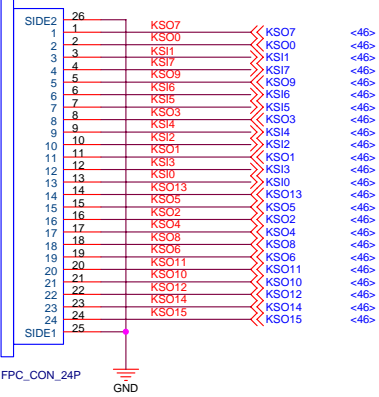 SIDE2 26
1 1 KSO7 KSO7 <46>
2 2 KSO0 KSO0 <46>
3 3 KSI1 KSI1 <46>
4 4 KSI7 KSI7 <46>
5 5 KSO9 KSO9 <46>
6 6 KSI6 KSI6 <46>
7 7 KSI5 KSI5 <46>
8 8 KSO3 KSO3 <46>
9 9 KSI4 KSI4 <46>
10 10 KSI2 KSI2 <46>
11 11 KSO1 KSO1 <46>
12 12 KSI3 KSI3 <46>
13 13 KSI0 KSI0 <46>
14 14 KSO13 KSO13 <46>
15 15 KSO5 KSO5 <46>
16 16 KSO2 KSO2 <46>
17 17 KSO4 KSO4 <46>
18 18 KSO8 KSO8 <46>
19 19 KSO6 KSO6 <46>
20 20 KSO11 KSO11 <46>
21 21 KSO10 KSO10 <46>
22 22 KSO12 KSO12 <46>
23 23 KSO14 KSO14 <46>
24 24 KSO15 KSO15 <46>
SIDE1 25
FPC_CON_24P
GND